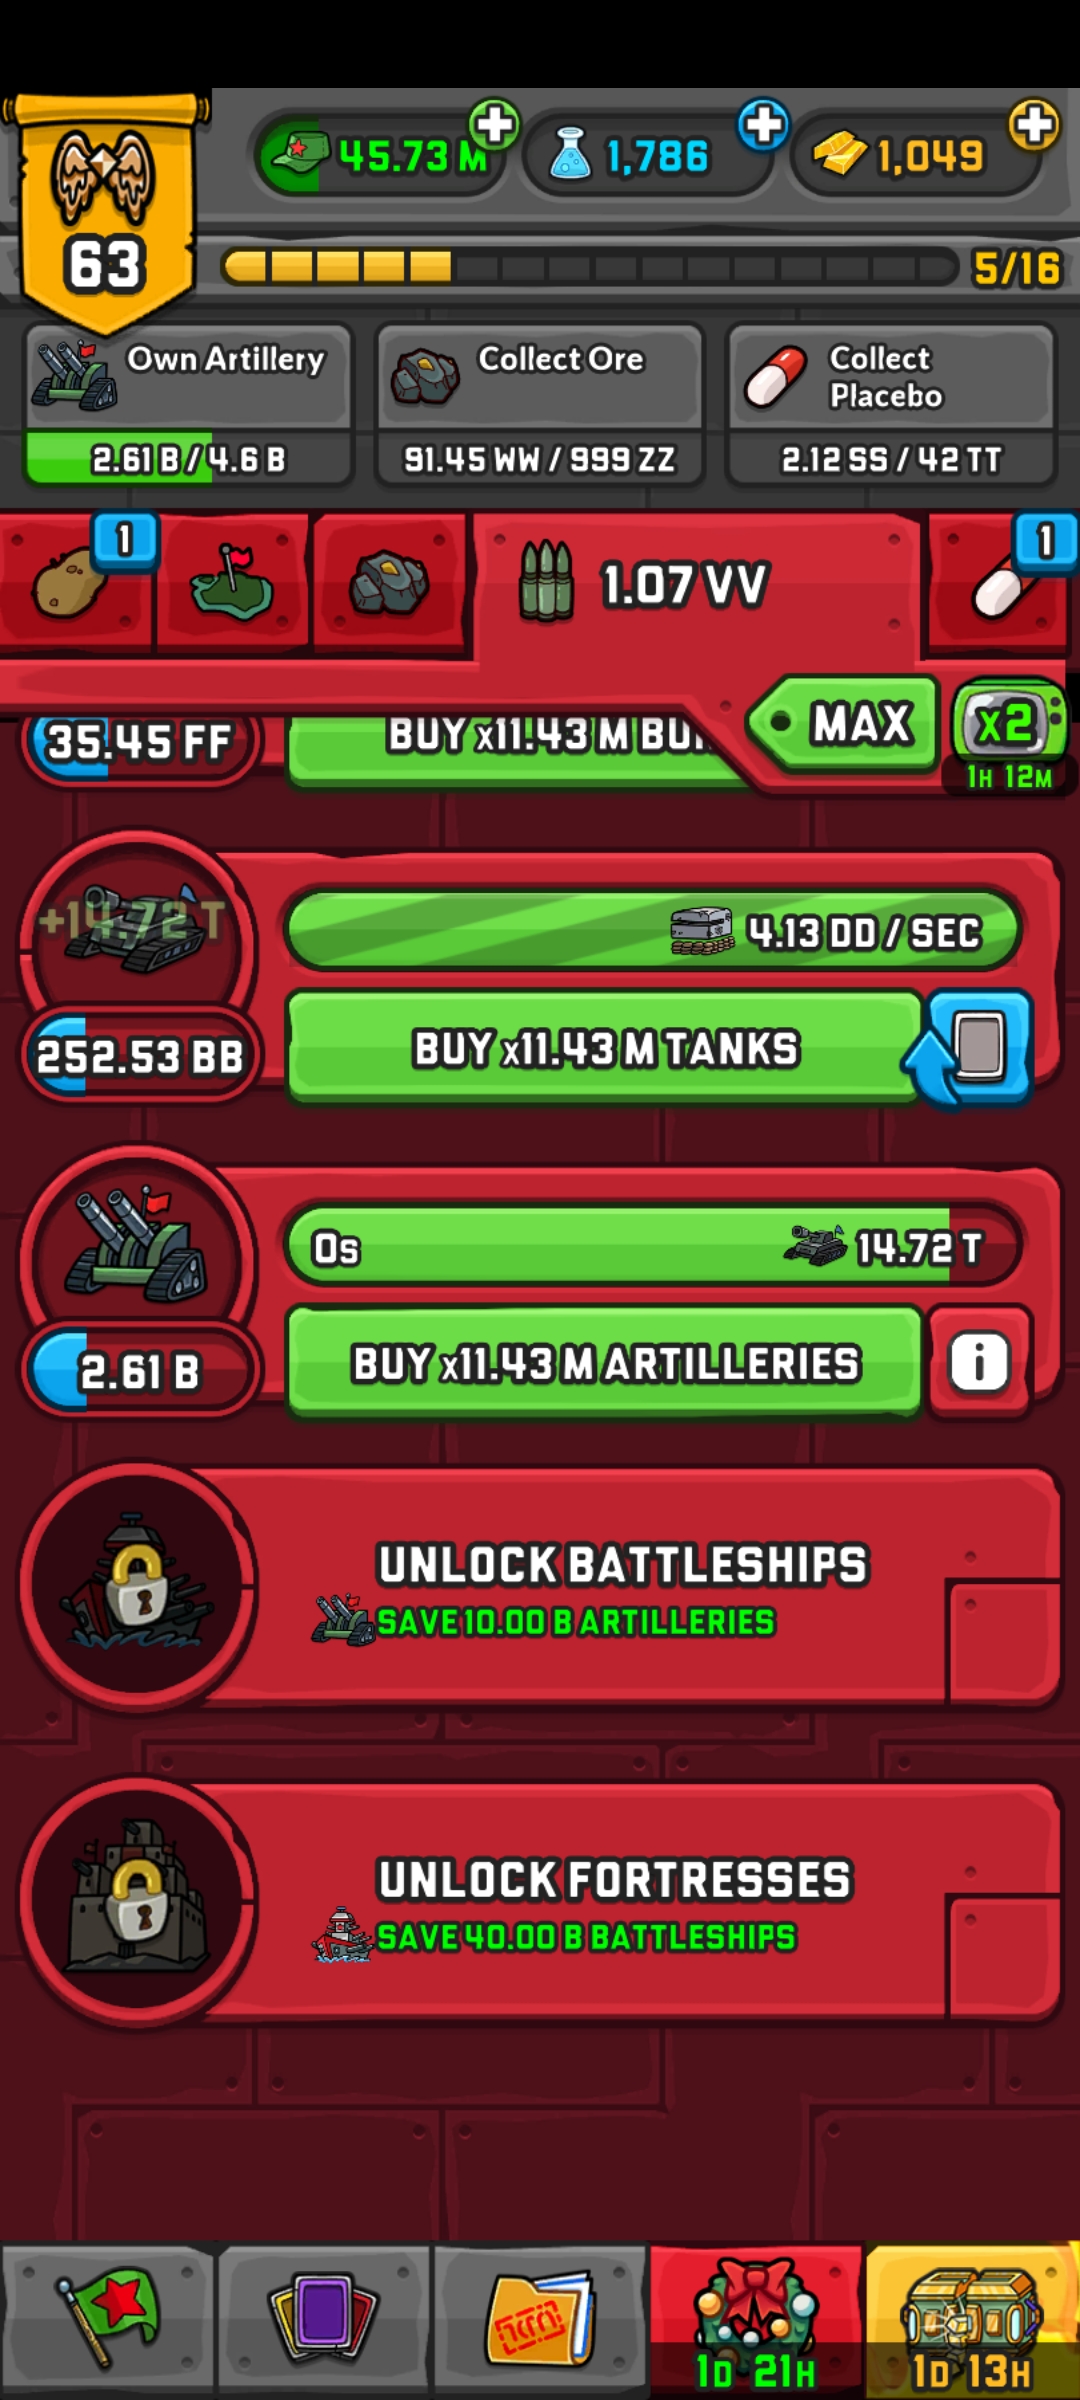 45.73 M
1,786
1,049
63
5/16
Own Artillery
2.61 B / 4.6 B
Collect Ore
91.45 WW / 999 ZZ
Collect
Placebo
2.12 SS / 42 TT
1
1.07 VV
1
MAX
X2
1H 12M
35.45 FF
BUY x11.43 M
+14.72 T
4.13 DD / SEC
252.53 BB
BUY x11.43 M TANKS
0s
14.72 T
2.61 B
BUY x11.43 M ARTILLERIES
i
UNLOCK BATTLESHIPS
SAVE 10.00 B ARTILLERIES
UNLOCK FORTRESSES
SAVE 40.00 B BATTLESHIPS
1D 21H
1D 13H